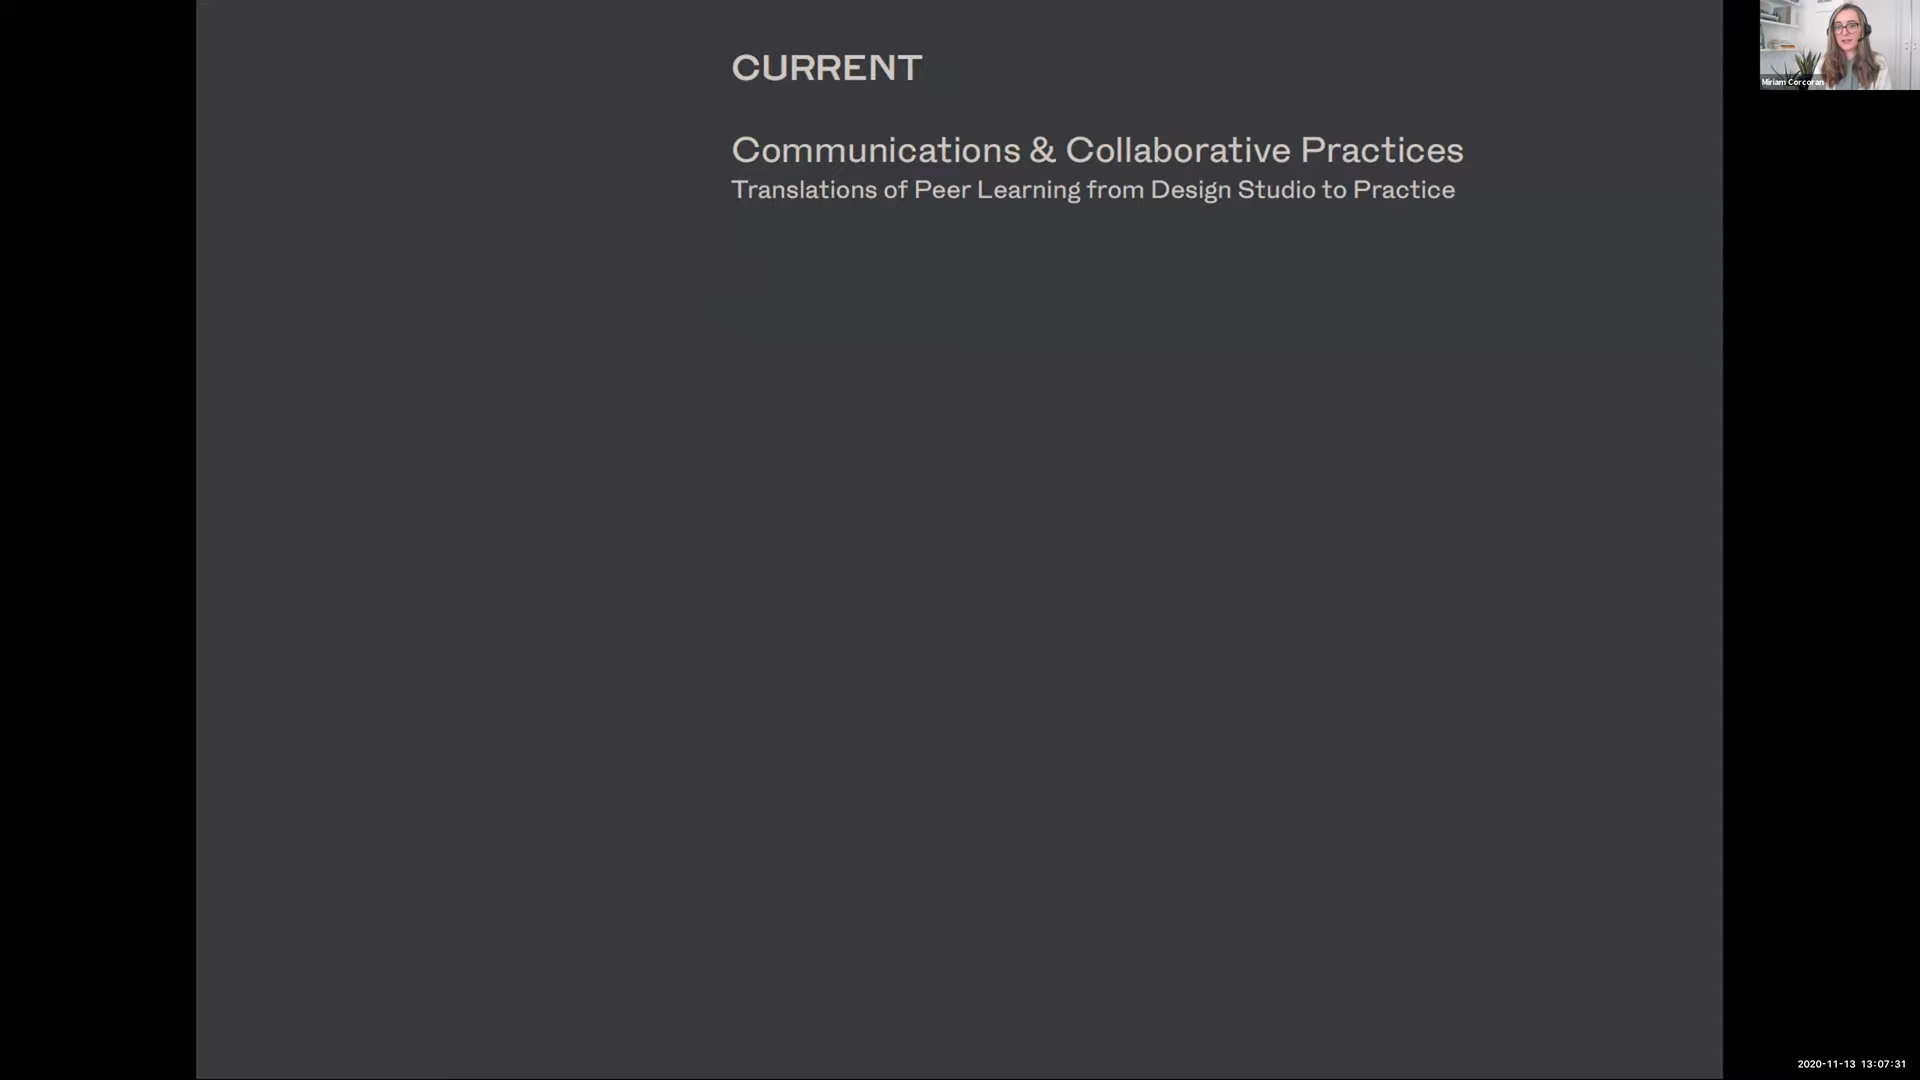 CURRENT
Communications & Collaborative Practices
Translations of Peer Learning from Design Studio to Practice
Miriam Corcoran
2020-11-13 13:07:31